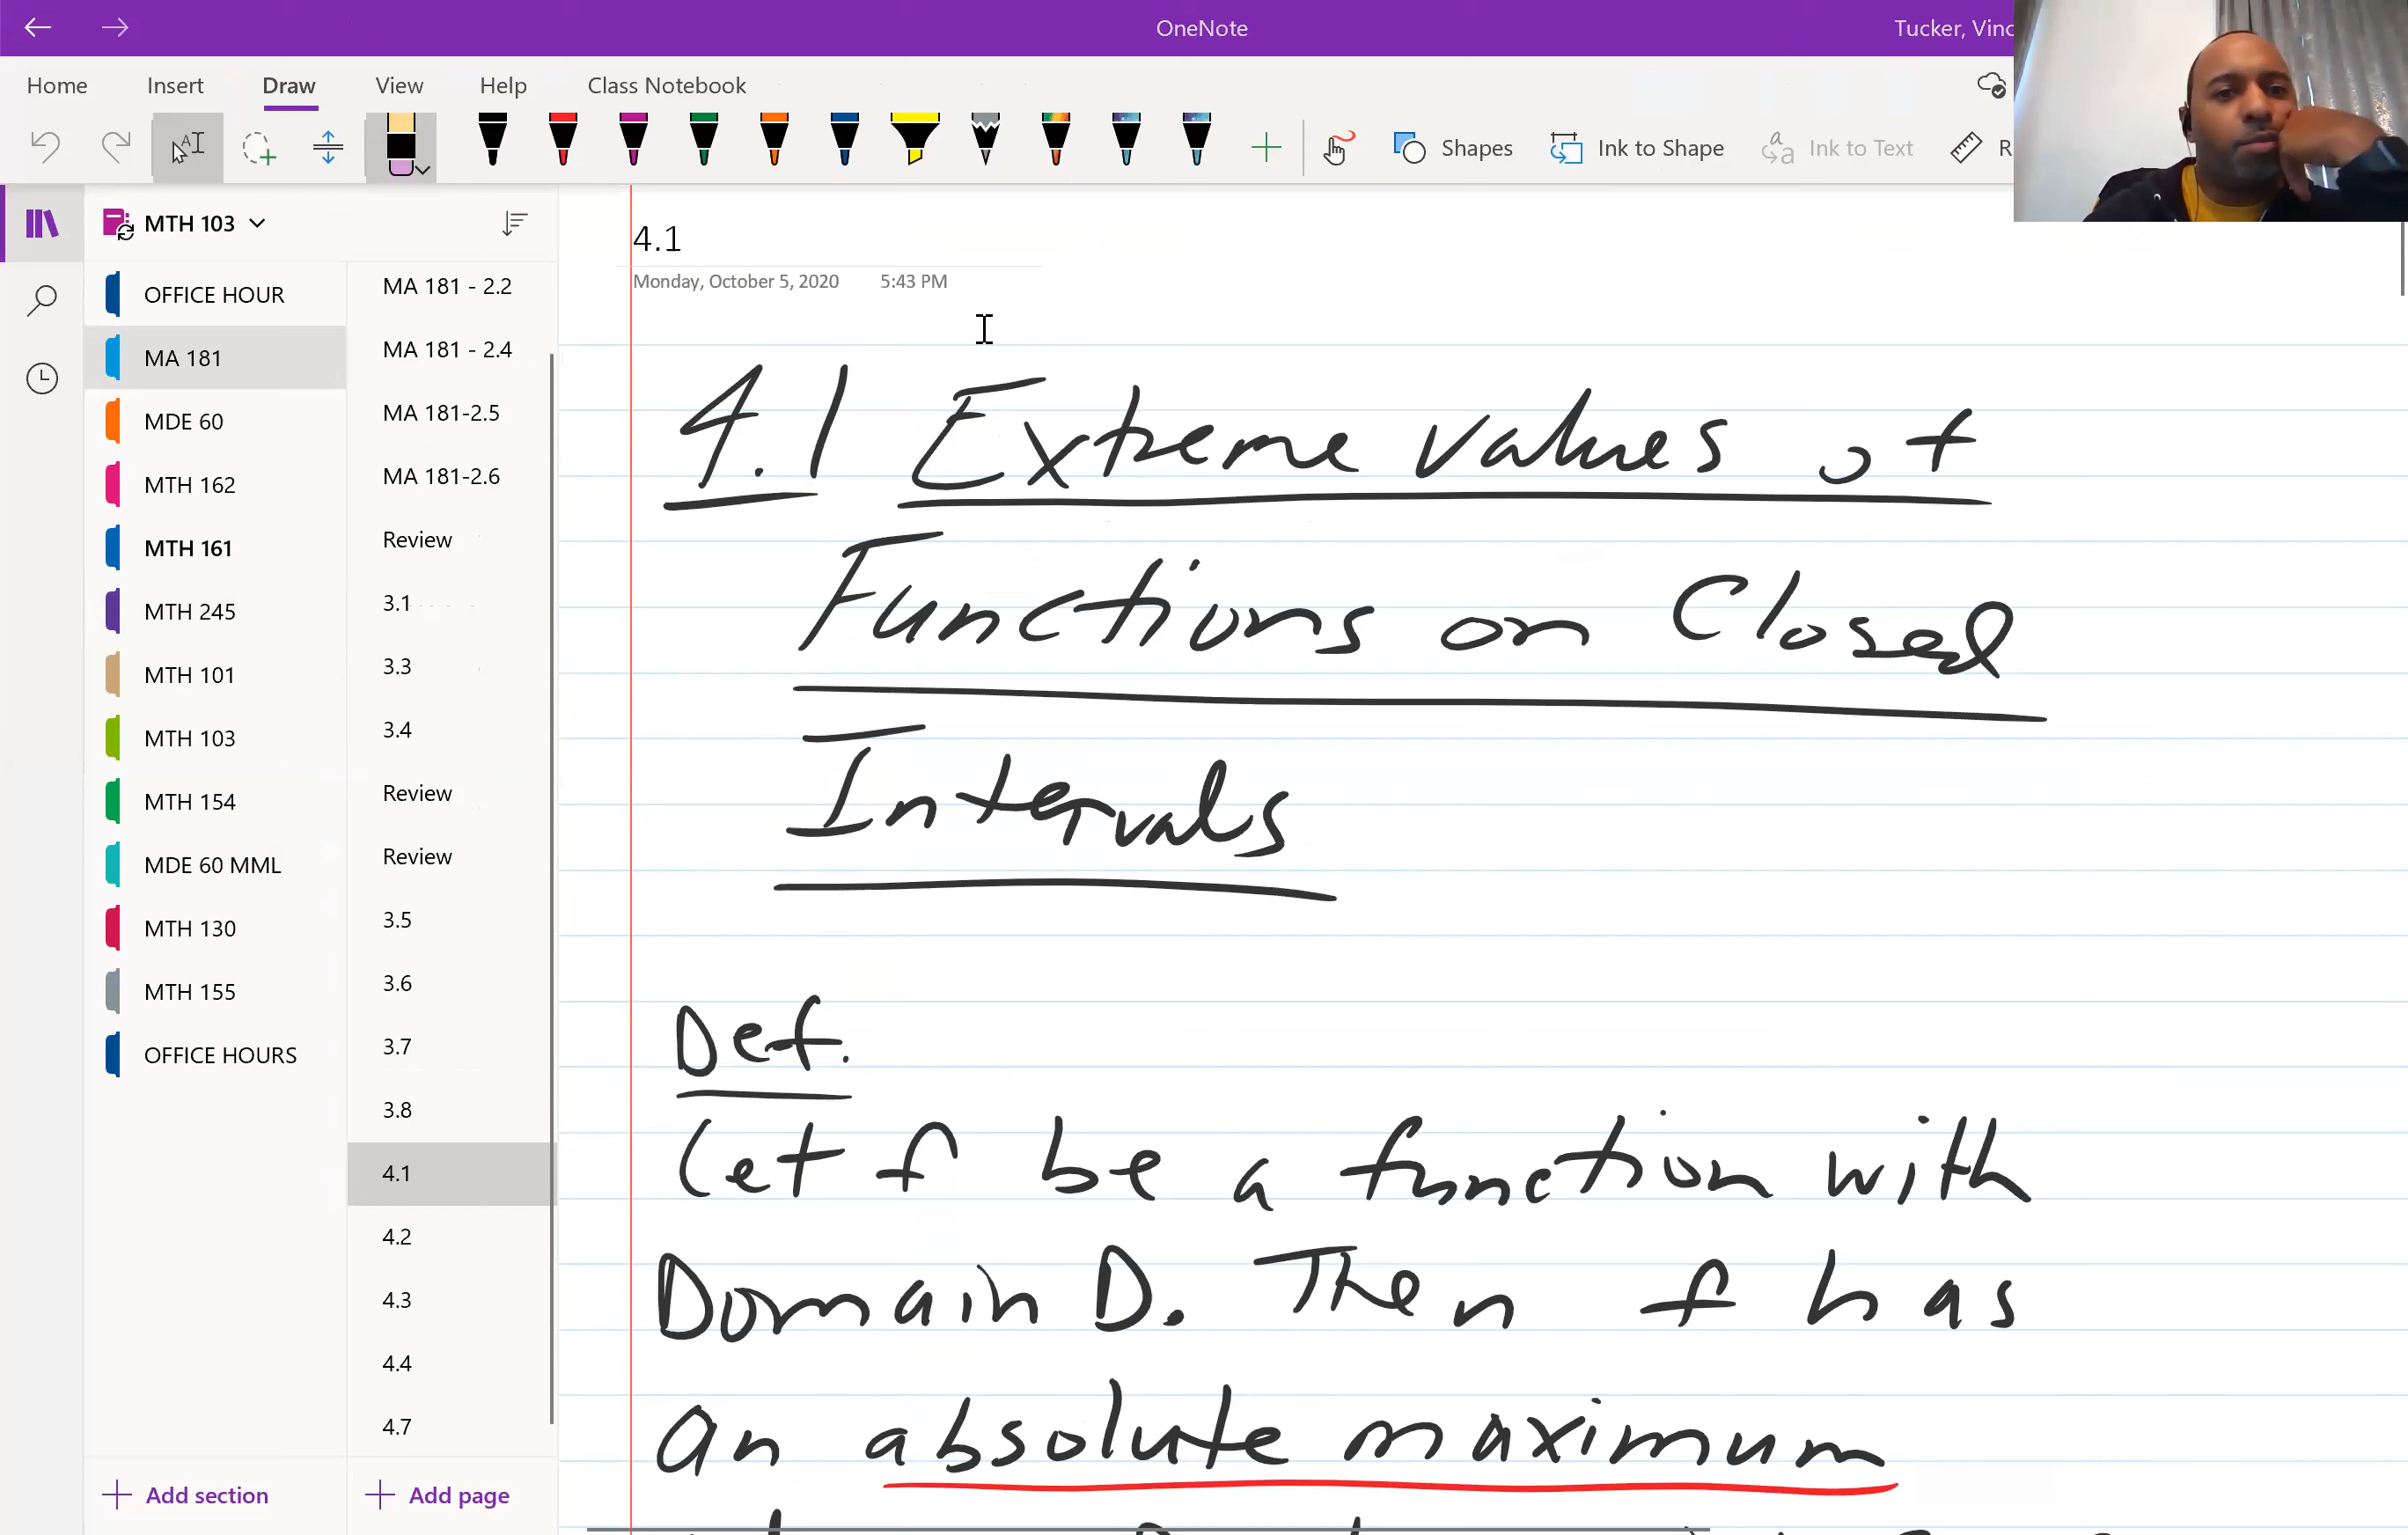 OneNote
Tucker, Vinc
Home Insert Draw View Help Class Notebook
Shapes Ink to Shape Ink to Text R
MTH 103
OFFICE HOUR
MA 181
MDE 60
MTH 162
MTH 161
MTH 245
MTH 101
MTH 103
MTH 154
MDE 60 MML
MTH 130
MTH 155
OFFICE HOURS
Add section
MA 181 - 2.2
MA 181 - 2.4
MA 181-2.5
MA 181-2.6
Review
3.1
3.3
3.4
Review
Review
3.5
3.6
3.7
3.8
4.1
4.2
4.3
4.4
4.7
Add page
4.1
Monday, October 5, 2020 5:43 PM
4.1 Extreme values of
Functions on Closed
Intervals
Def.
Let f be a function with
Domain D. Then f has
an absolute maximum